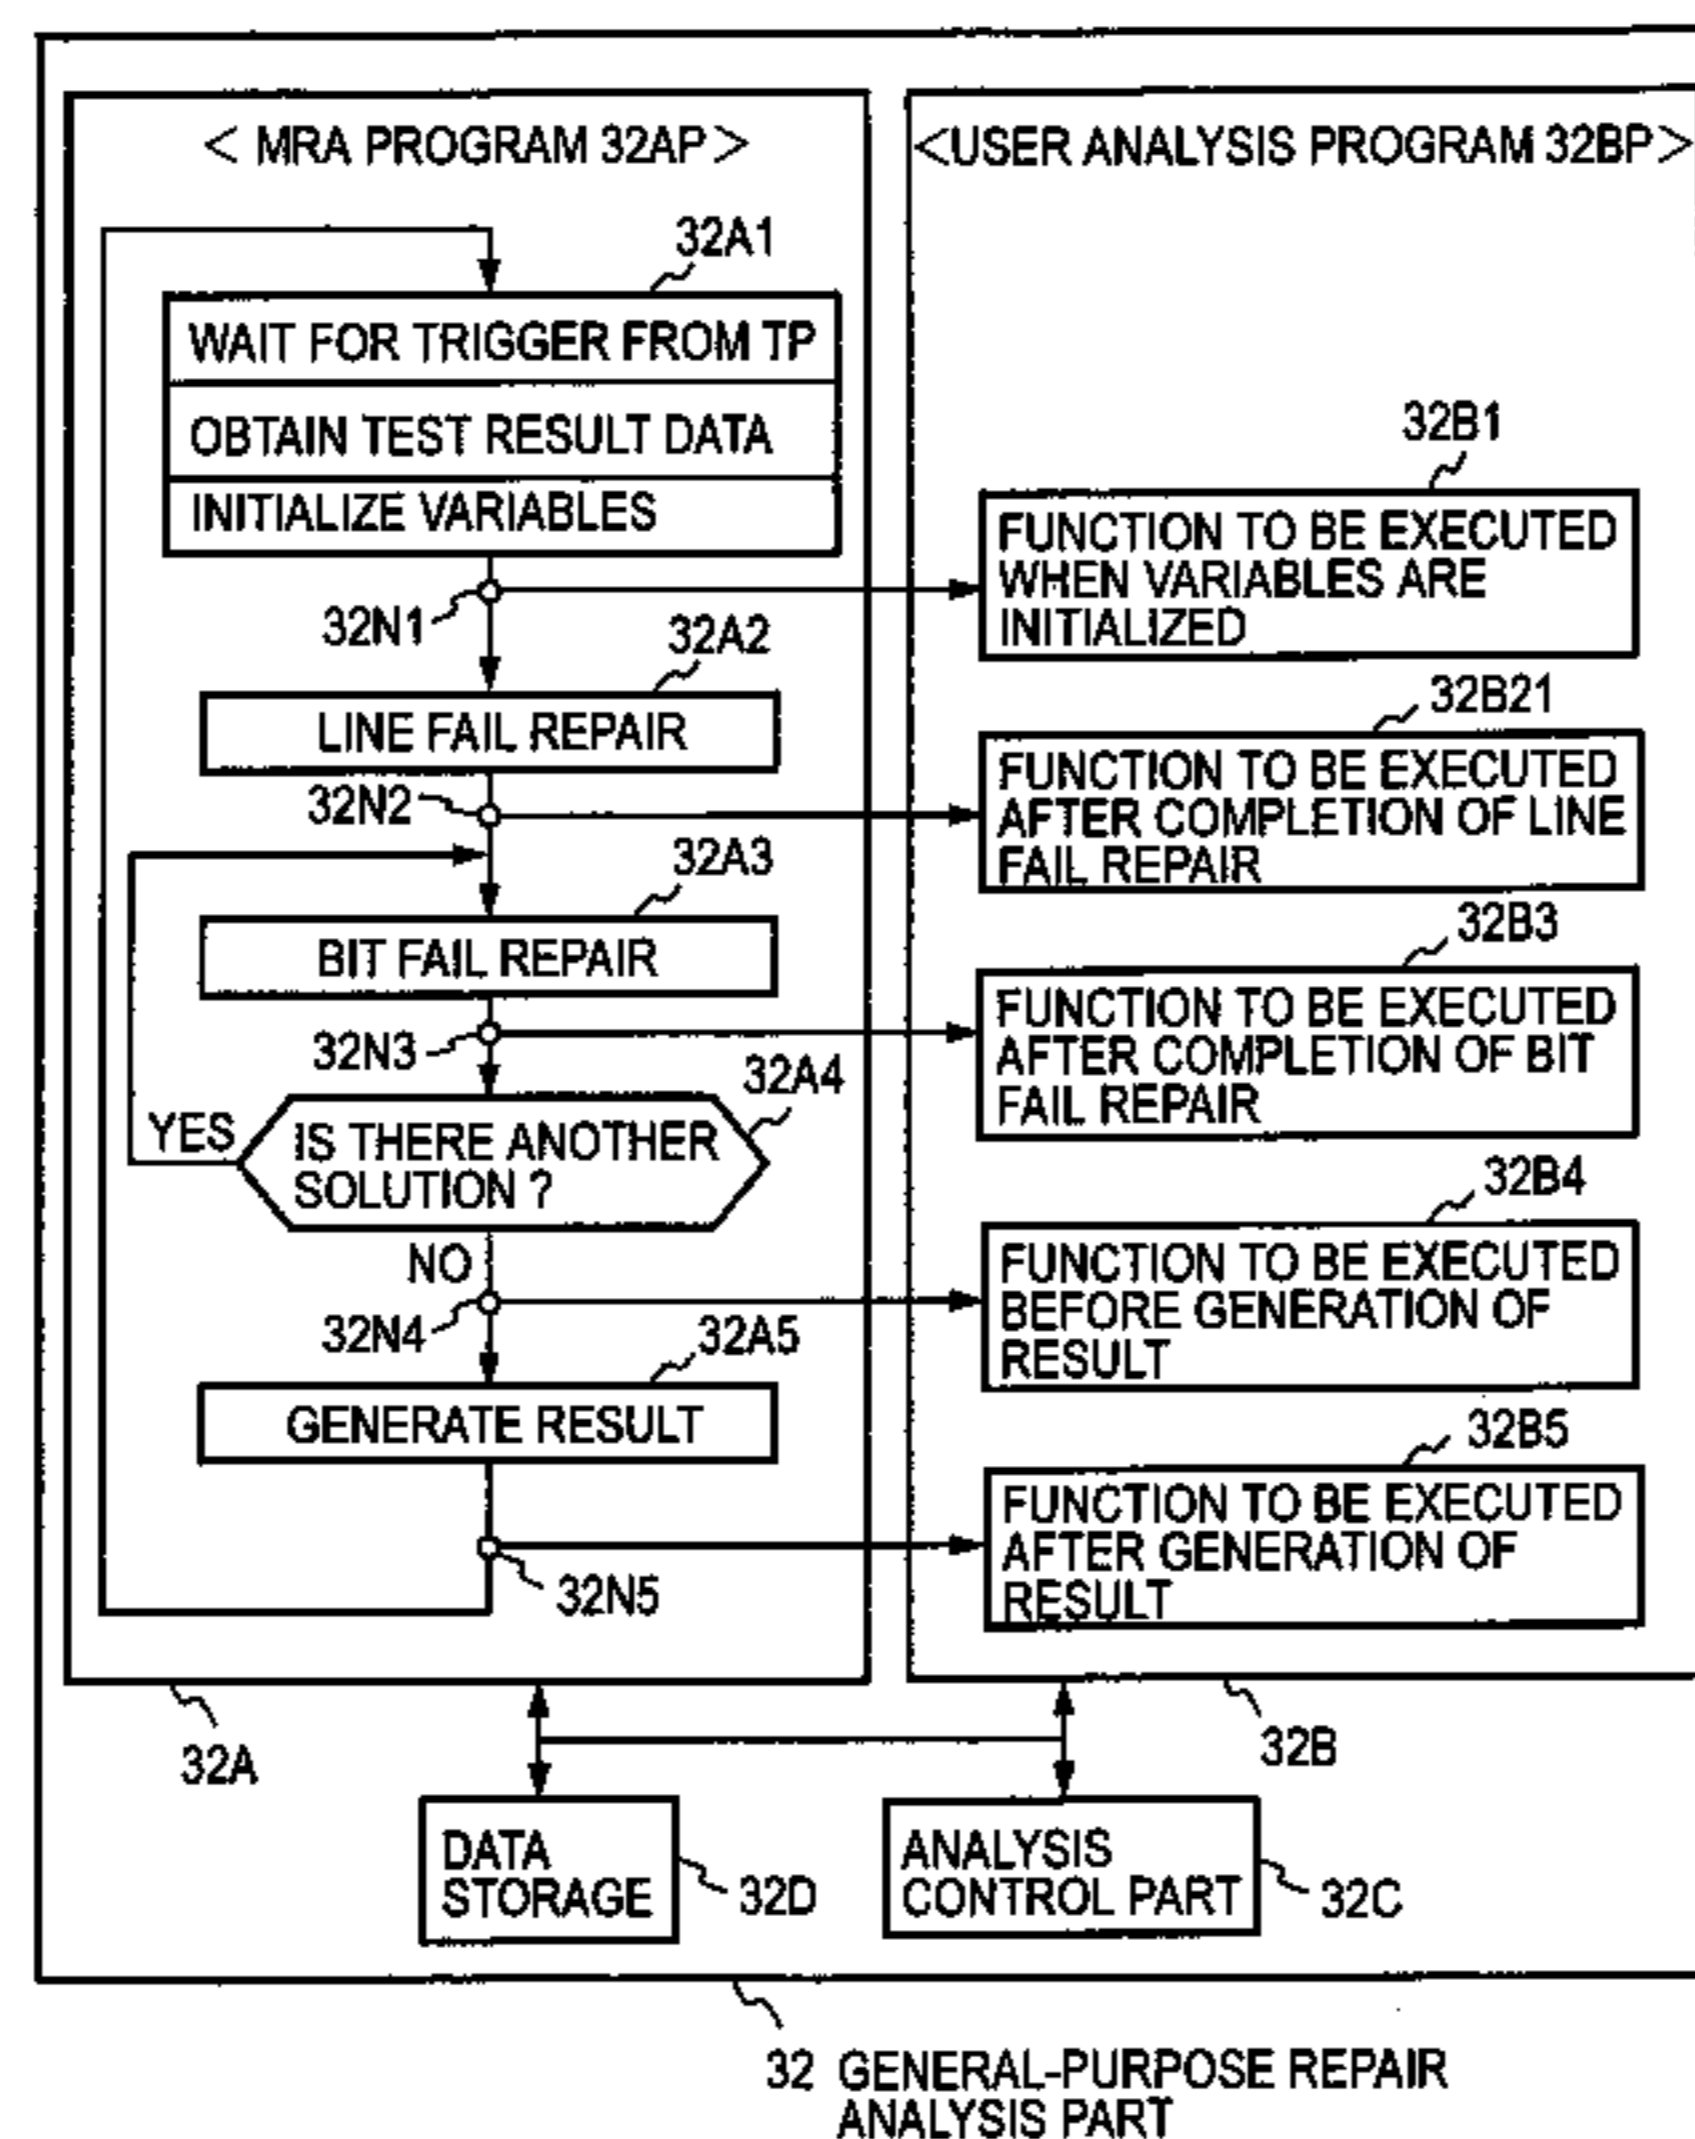 < MRA PROGRAM 32AP >
32A1
WAIT FOR TRIGGER FROM TP
OBTAIN TEST RESULT DATA
INITIALIZE VARIABLES
32N1
32A2
LINE FAIL REPAIR
32N2
32A3
BIT FAIL REPAIR
32N3
32A4
YES
IS THERE ANOTHER
SOLUTION ?
NO
32N4
32A5
GENERATE RESULT
32N5
32A
<USER ANALYSIS PROGRAM 32BP>
32B1
FUNCTION TO BE EXECUTED
WHEN VARIABLES ARE
INITIALIZED
32B21
FUNCTION TO BE EXECUTED
AFTER COMPLETION OF LINE
FAIL REPAIR
32B3
FUNCTION TO BE EXECUTED
AFTER COMPLETION OF BIT
FAIL REPAIR
32B4
FUNCTION TO BE EXECUTED
BEFORE GENERATION OF
RESULT
32B5
FUNCTION TO BE EXECUTED
AFTER GENERATION OF
RESULT
32B
DATA
STORAGE
32D
ANALYSIS
CONTROL PART
32C
32 GENERAL-PURPOSE REPAIR
ANALYSIS PART